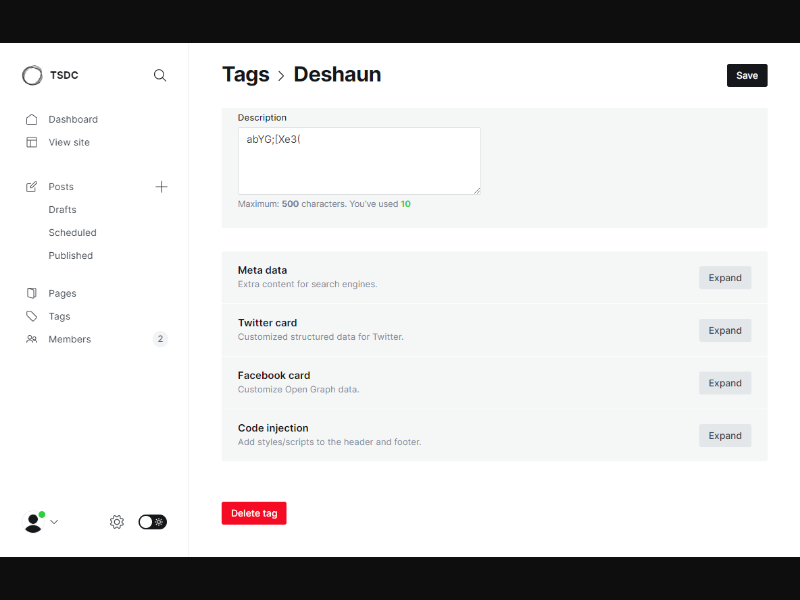 TSDC
Dashboard
View site
Posts
Drafts
Scheduled
Published
Pages
Tags
Members 2
Tags › Deshaun
Save
Description
abYG;[Xe3(
Maximum: 500 characters. You've used 10
Meta data
Extra content for search engines.
Expand
Twitter card
Customized structured data for Twitter.
Expand
Facebook card
Customize Open Graph data.
Expand
Code injection
Add styles/scripts to the header and footer.
Expand
Delete tag